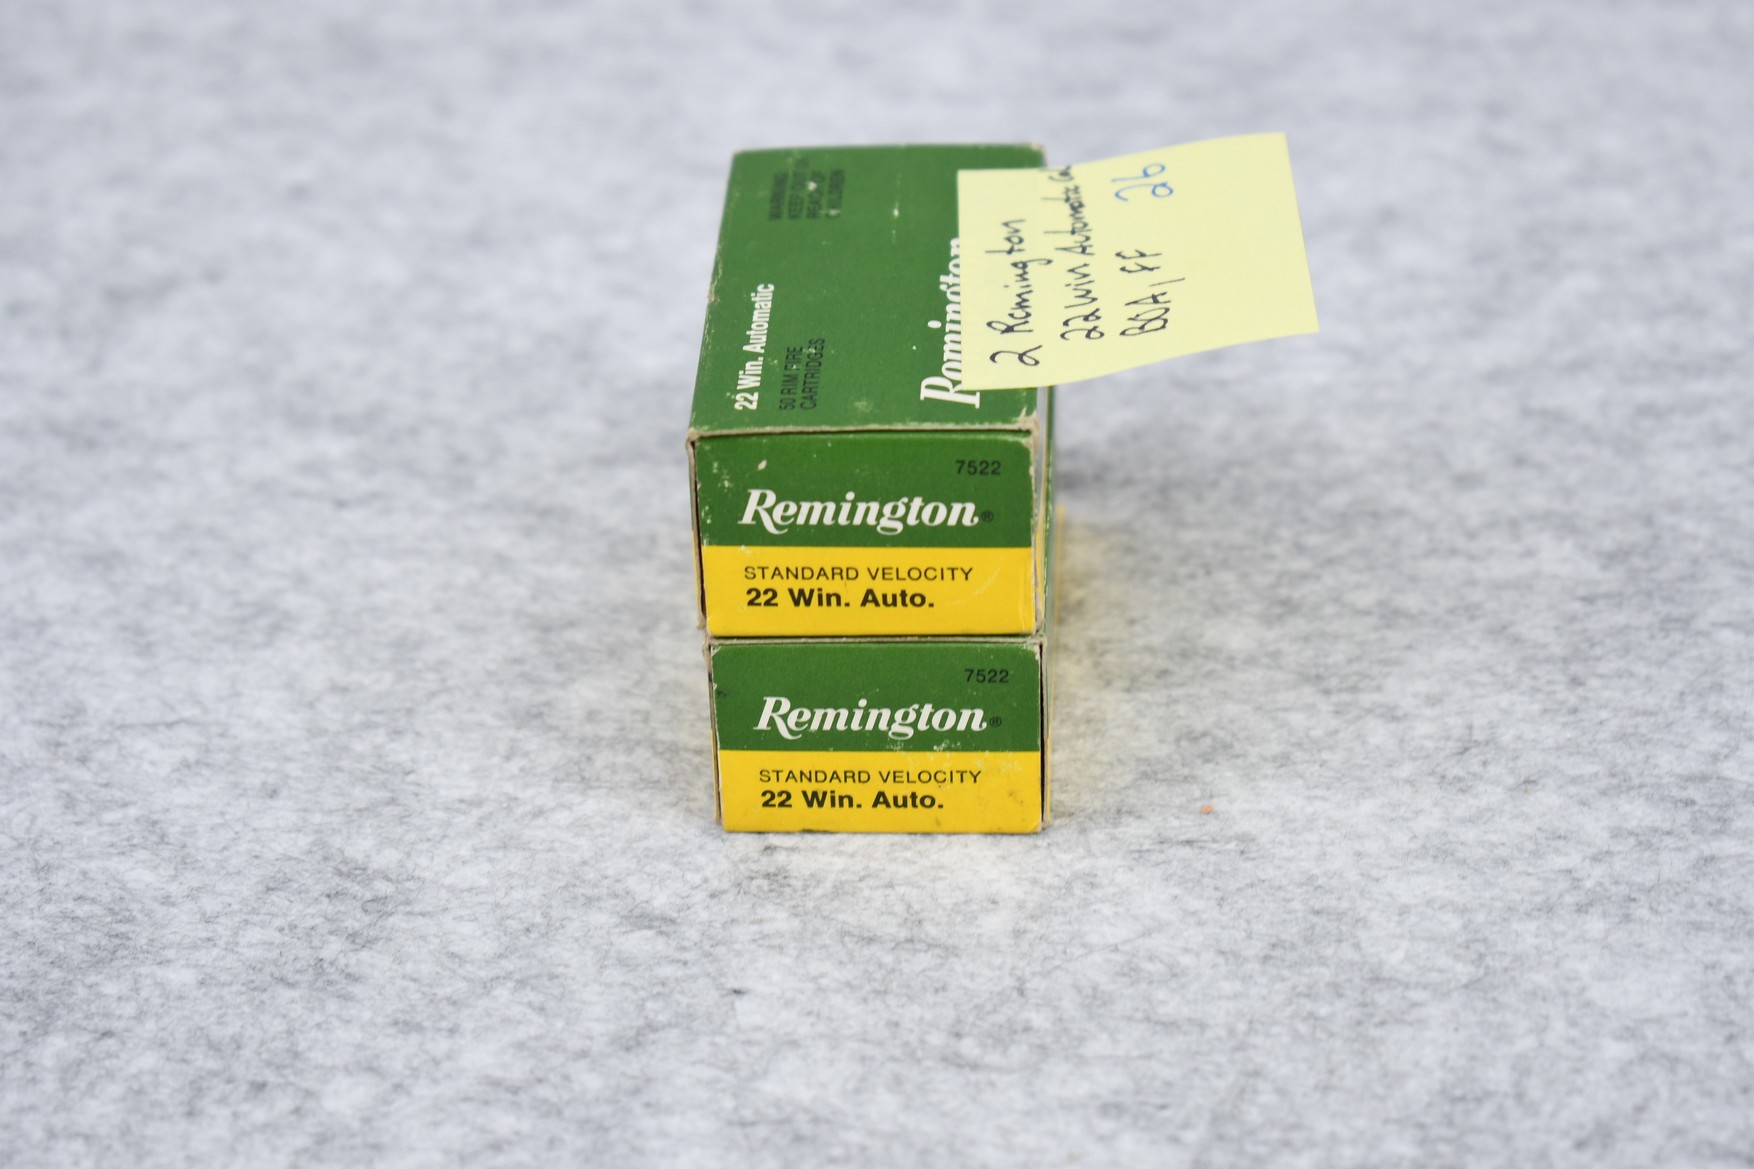 WARNING:
KEEP OUT OF
REACH OF
CHILDREN
22 Win. Automatic
50 RIM FIRE
CARTRIDGES
Remington
2 Remington
22 Win Automatic Cal
BOA, FF
26
7522
Remington®
STANDARD VELOCITY
22 Win. Auto.
7522
Remington®
STANDARD VELOCITY
22 Win. Auto.